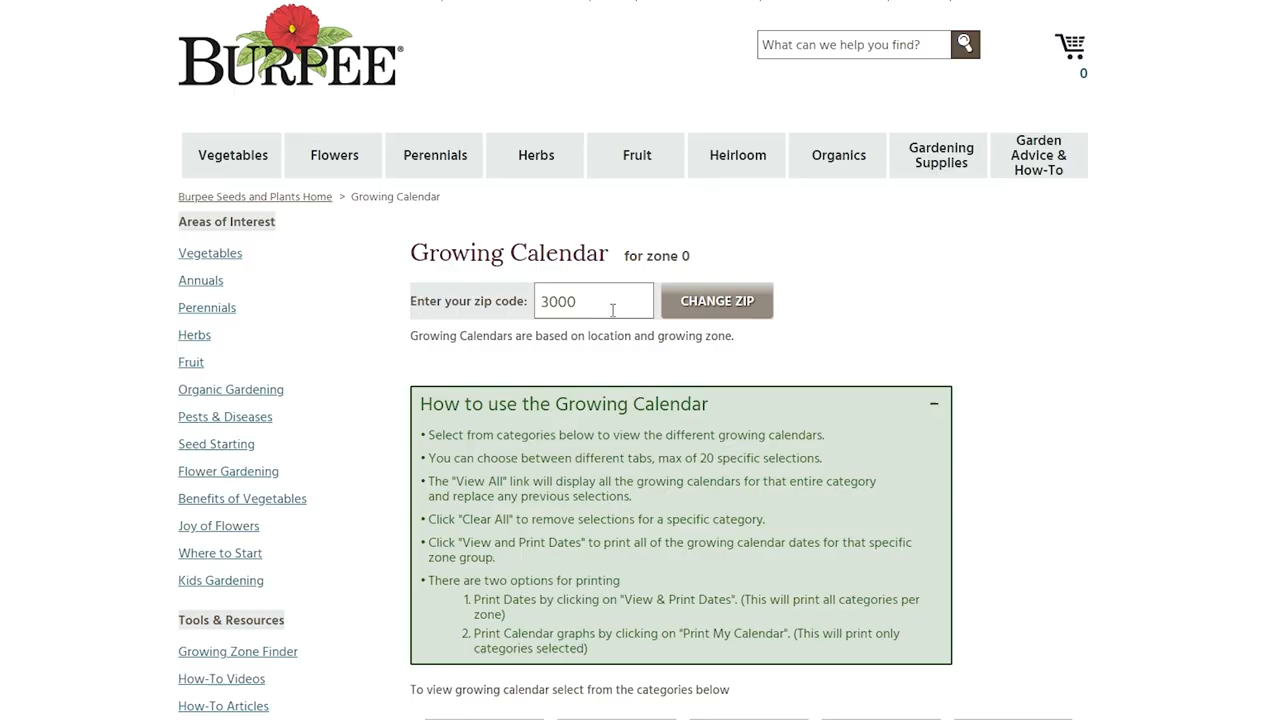 BURPEE®
What can we help you find?
0
Vegetables
Flowers
Perennials
Herbs
Fruit
Heirloom
Organics
Gardening
Supplies
Garden
Advice &
How-To
Burpee Seeds and Plants Home > Growing Calendar
Areas of Interest
Vegetables
Annuals
Perennials
Herbs
Fruit
Organic Gardening
Pests & Diseases
Seed Starting
Flower Gardening
Benefits of Vegetables
Joy of Flowers
Where to Start
Kids Gardening
Tools & Resources
Growing Zone Finder
How-To Videos
How-To Articles
Growing Calendar for zone 0
Enter your zip code: 3000 CHANGE ZIP
Growing Calendars are based on location and growing zone.
How to use the Growing Calendar –
• Select from categories below to view the different growing calendars.
• You can choose between different tabs, max of 20 specific selections.
• The "View All" link will display all the growing calendars for that entire category
and replace any previous selections.
• Click "Clear All" to remove selections for a specific category.
• Click "View and Print Dates" to print all of the growing calendar dates for that specific
zone group.
• There are two options for printing
1. Print Dates by clicking on "View & Print Dates". (This will print all categories per
zone)
2. Print Calendar graphs by clicking on "Print My Calendar". (This will print only
categories selected)
To view growing calendar select from the categories below